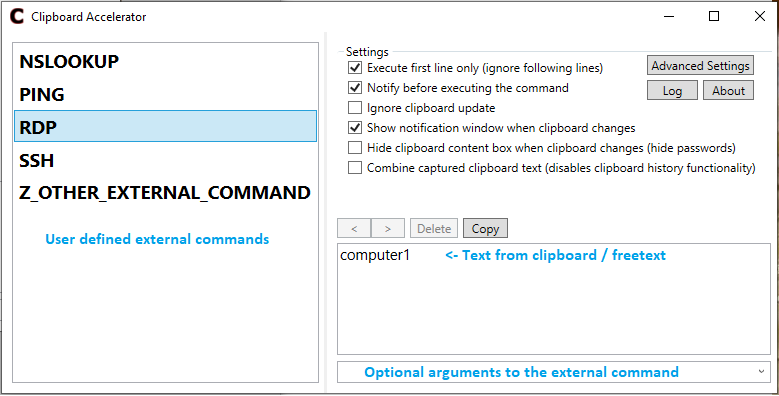 C Clipboard Accelerator
NSLOOKUP
PING
RDP
SSH
Z_OTHER_EXTERNAL_COMMAND
User defined external commands
Settings
Execute first line only (ignore following lines)
Notify before executing the command
Ignore clipboard update
Show notification window when clipboard changes
Hide clipboard content box when clipboard changes (hide passwords)
Combine captured clipboard text (disables clipboard history functionality)
Advanced Settings
Log About
< > Delete Copy
computer1 <- Text from clipboard / freetext
Optional arguments to the external command